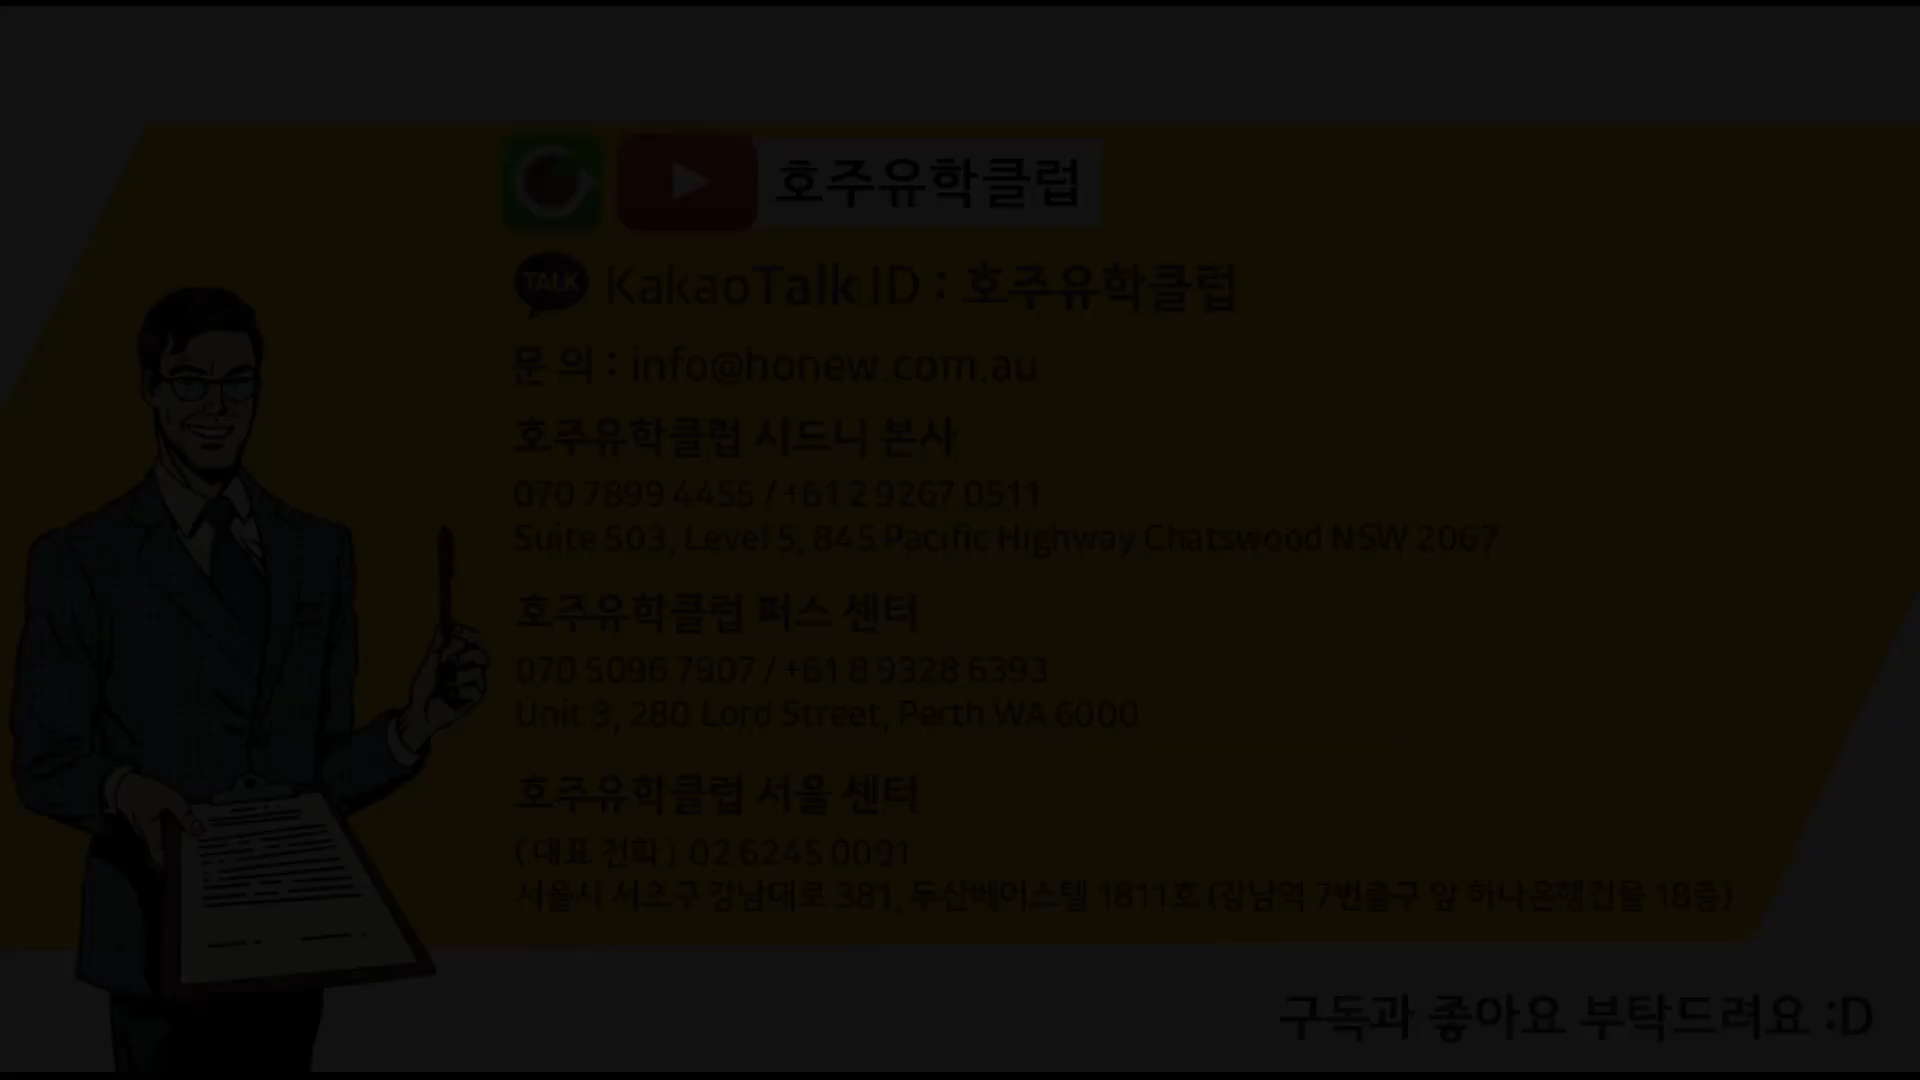 호주유학클럽
TALK KakaoTalk ID : 호주유학클럽
문의 : info@honew.com.au
호주유학클럽 시드니 본사
070 7899 4455 / +61 2 9267 0511
Suite 503, Level 5, 845 Pacific Highway Chatswood NSW 2067
호주유학클럽 퍼스 센터
070 5096 7907 / +61 8 9328 6393
Unit 3, 280 Lord Street, Perth WA 6000
호주유학클럽 서울 센터
( 대표 전화 ) 02 6245 0091
서울시 서초구 강남대로 381, 두산베어스텔 1811호 (강남역 7번출구 앞 하나은행건물 18층)
구독과 좋아요 부탁드려요 :D